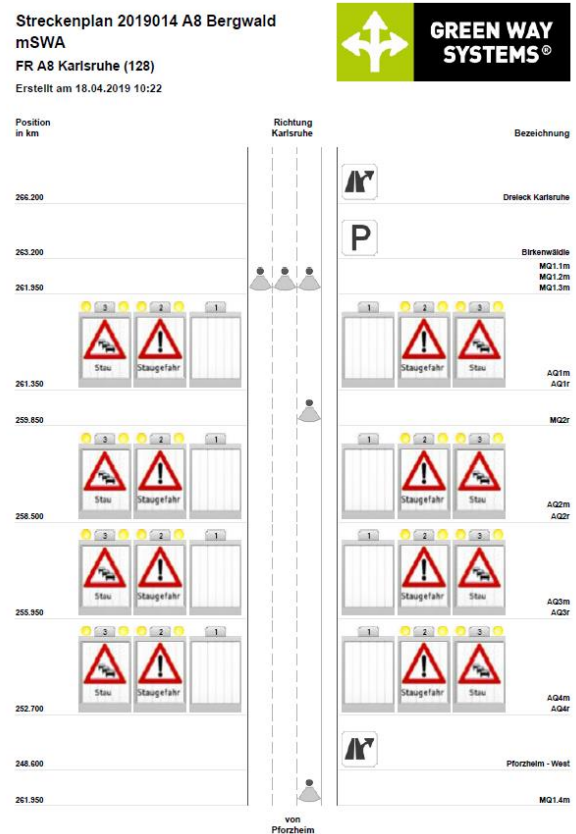 Streckenplan 2019014 A8 Bergwald
mSWA
FR A8 Karlsruhe (128)
Erstellt am 18.04.2019 10:22
GREEN WAY
SYSTEMS®
Position
in km
Richtung
Karlsruhe
Bezeichnung
266.200
Dreieck Karlsruhe
P
263.200
Birkenwäldle
MQ1.1m
MQ1.2m
261.950
MQ1.3m
3 2 1 1 2 3
Stau Staugefahr Staugefahr Stau
AQ1m
261.350
AQ1r
259.850
MQ2r
3 2 1 1 2 3
Stau Staugefahr Staugefahr Stau
AQ2m
258.500
AQ2r
3 2 1 1 2 3
Stau Staugefahr Staugefahr Stau
AQ3m
255.950
AQ3r
3 2 1 1 2 3
Stau Staugefahr Staugefahr Stau
AQ4m
252.700
AQ4r
248.600
Pforzheim - West
261.950
MQ1.4m
von
Pforzheim